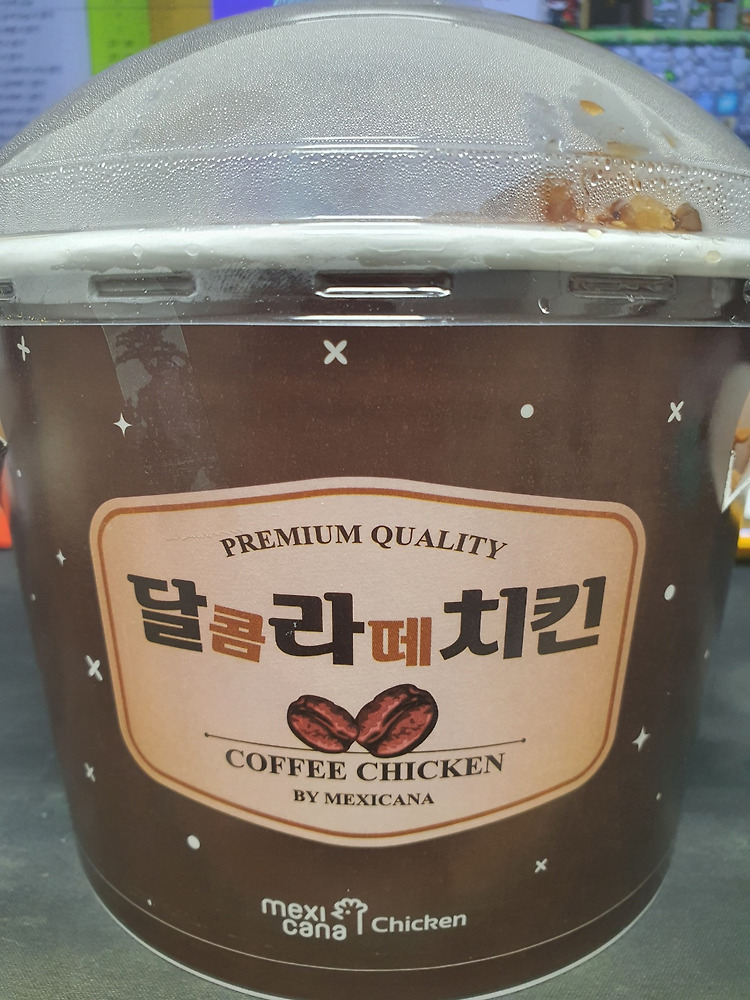 PREMIUM QUALITY
달콤라떼치킨
COFFEE CHICKEN
BY MEXICANA
mexi
cana Chicken